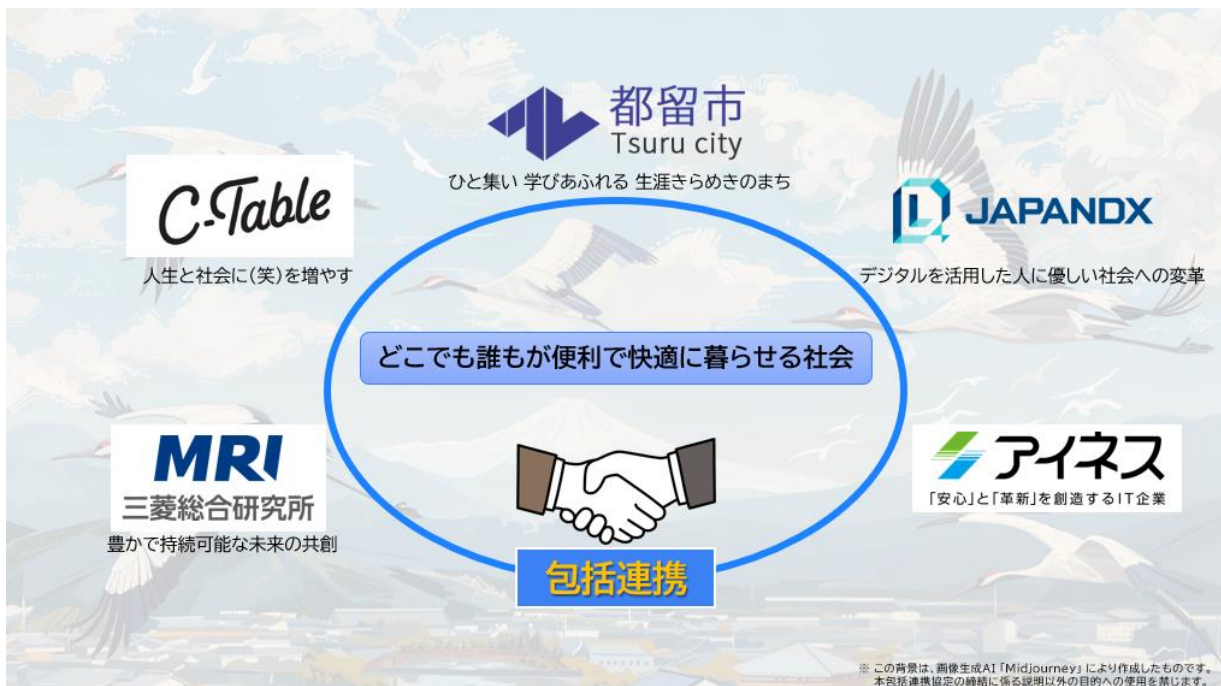 都留市
Tsuru city
ひと集い 学びあふれる 生涯きらめきのまち
C-Table
人生と社会に(笑)を増やす
JAPANDX
デジタルを活用した人に優しい社会への変革
どこでも誰もが便利で快適に暮らせる社会
MRI
三菱総合研究所
豊かで持続可能な未来の共創
アイネス
「安心」と「革新」を創造するIT企業
包括連携
※ この背景は、画像生成AI「Midjourney」により作成したものです。
本包括連携協定の締結に係る説明以外の目的への使用を禁じます。